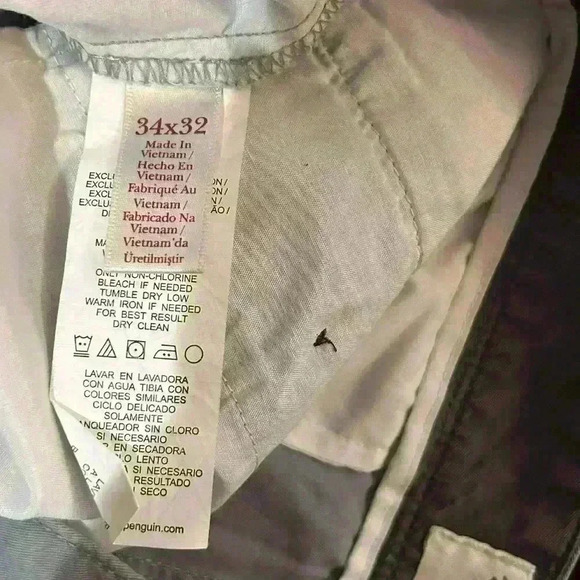 34x32
Made In
Vietnam /
Hecho En
Vietnam /
Fabriqué Au
Vietnam /
Fabricado Na
Vietnam /
Vietnam'da
Üretilmiştir
ONLY NON-CHLORINE
BLEACH IF NEEDED
TUMBLE DRY LOW
WARM IRON IF NEEDED
FOR BEST RESULT
DRY CLEAN
LAVAR EN LAVADORA
CON AGUA TIBIA CON
COLORES SIMILARES
CICLO DELICADO
SOLAMENTE
SIN CLORO
SI NECESARIO
EN SECADORA
LO LENTO
SI NECESARIO
RESULTADO
SECO
penguin.com